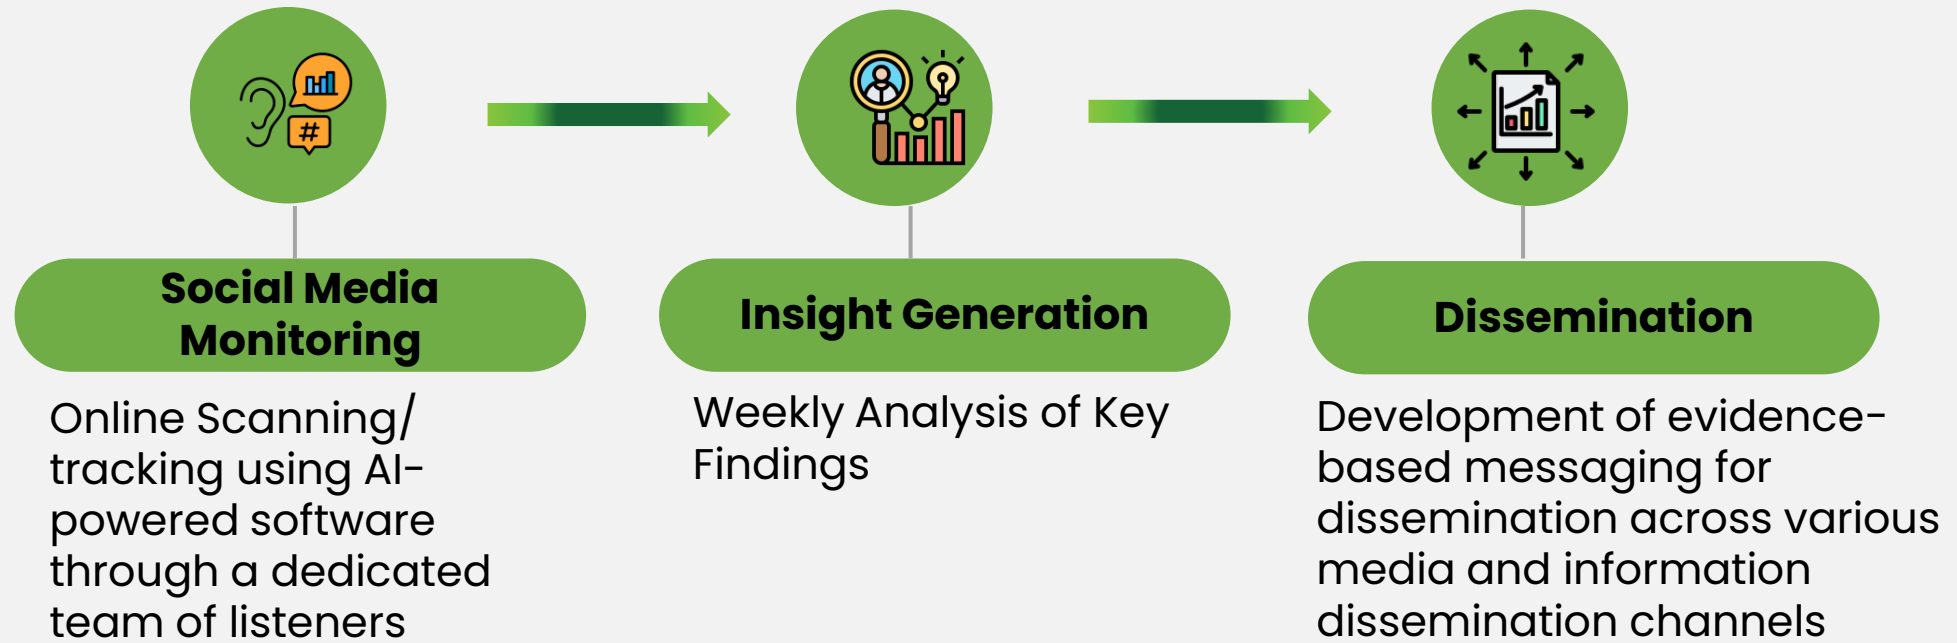 #
Social Media
Monitoring
Online Scanning/
tracking using AI-
powered software
through a dedicated
team of listeners
Insight Generation
Weekly Analysis of Key
Findings
Dissemination
Development of evidence-
based messaging for
dissemination across various
media and information
dissemination channels